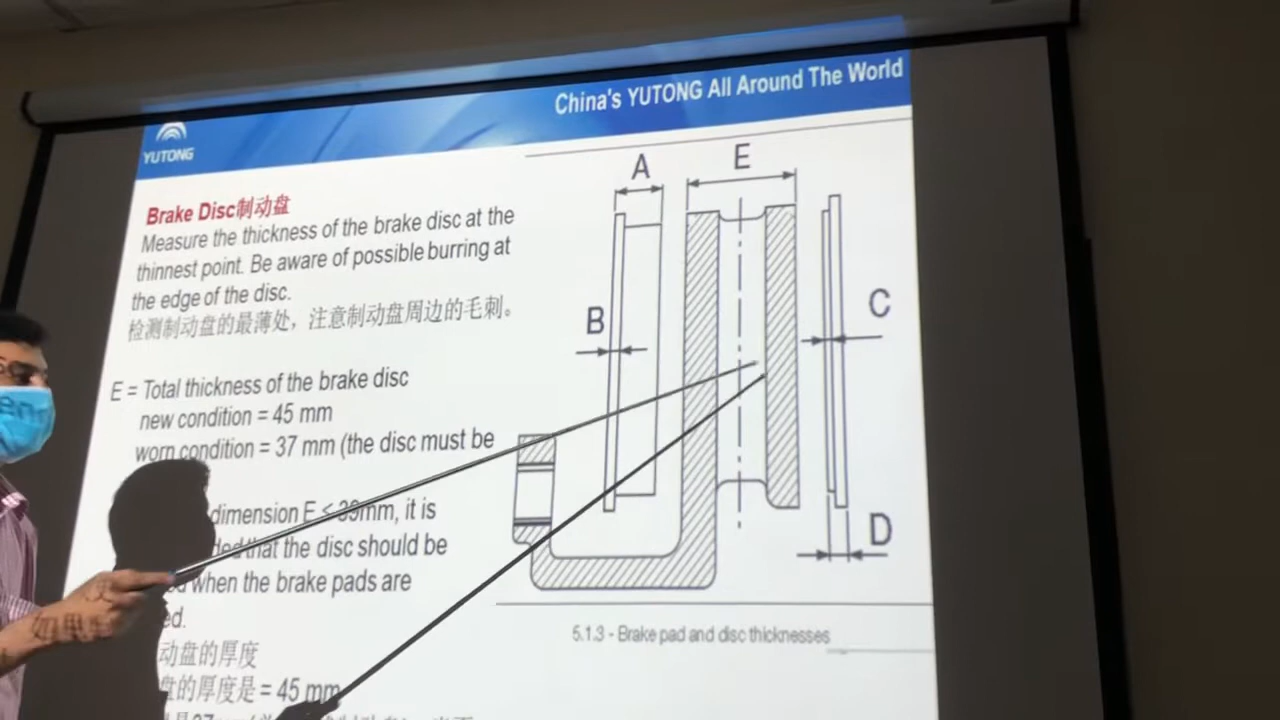 China's YUTONG All Around The World
YUTONG
Brake Disc制动盘
Measure the thickness of the brake disc at the
thinnest point. Be aware of possible burring at
the edge of the disc.
检测制动盘的最薄处，注意制动盘周边的毛刺。
E = Total thickness of the brake disc
new condition = 45 mm
worn condition = 37 mm (the disc must be
dimension E < 39mm, it is
that the disc should be
when the brake pads are
动盘的厚度
的厚度是 = 45 mm
A
E
B
C
D
5.1.3 - Brake pad and disc thicknesses